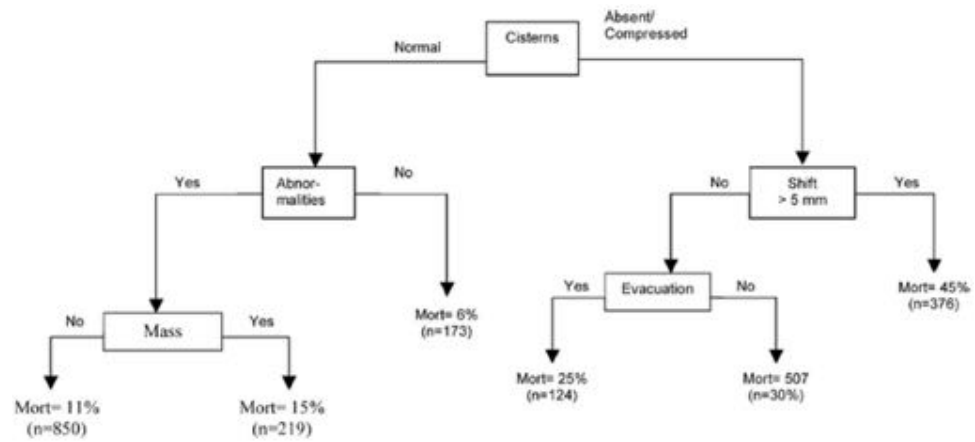 Absent/
Compressed
Normal
Cisterns
Yes
Abnor-
malities
No
No
Shift
> 5 mm
Yes
Yes
Evacuation
No
Mort= 45%
(n=376)
No
Mass
Yes
Mort= 6%
(n=173)
Mort= 25%
(n=124)
Mort= 507
(n=30%)
Mort= 11%
(n=850)
Mort= 15%
(n=219)